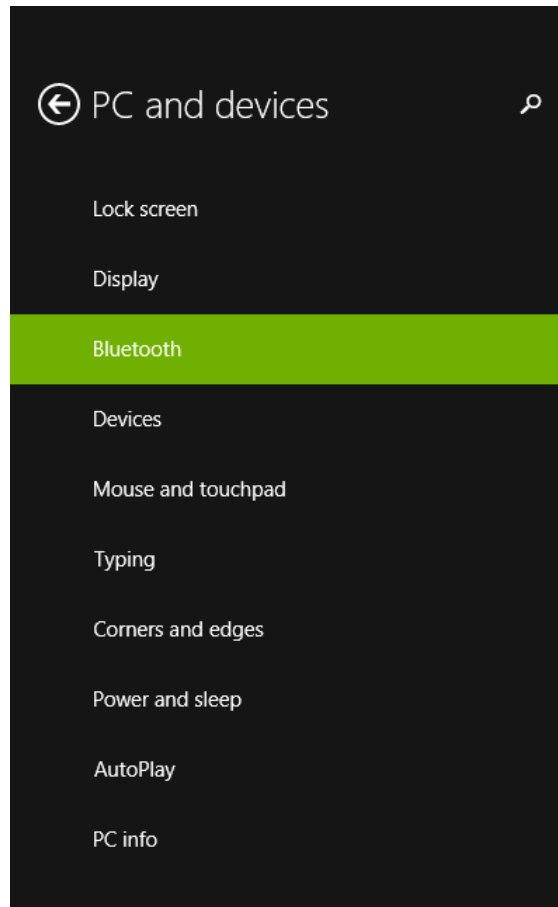 PC and devices
Lock screen
Display
Bluetooth
Devices
Mouse and touchpad
Typing
Corners and edges
Power and sleep
AutoPlay
PC info